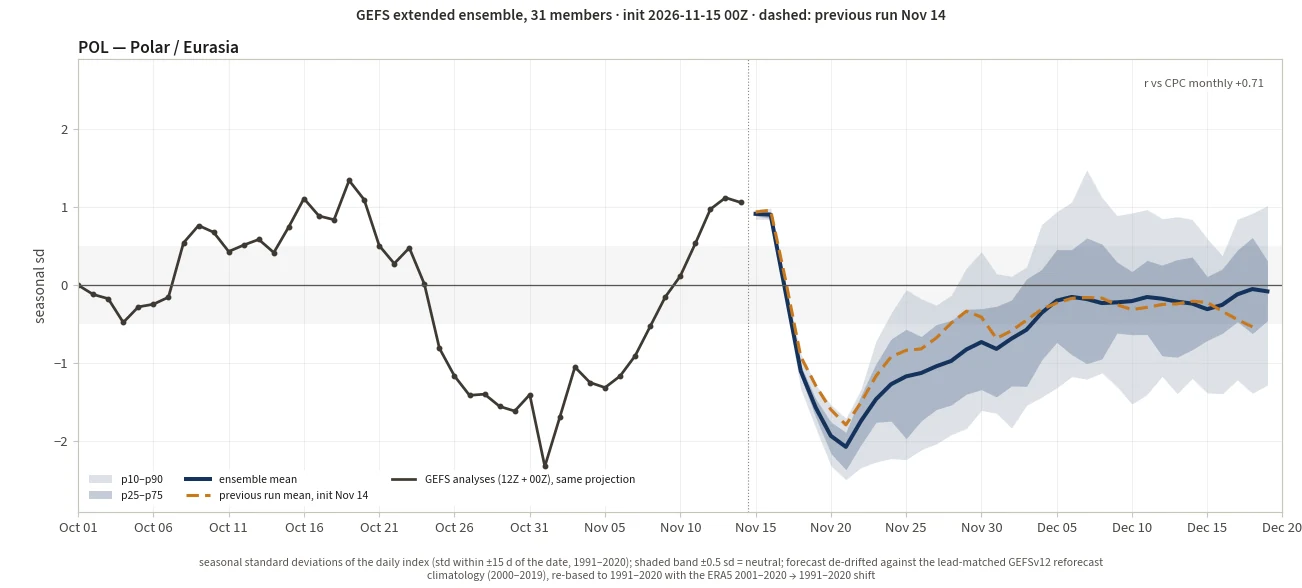 GEFS extended ensemble, 31 members · init 2026-11-15 00Z · dashed: previous run Nov 14
POL — Polar / Eurasia
r vs CPC monthly +0.71
seasonal sd
2
1
0
−1
−2
p10–p90
p25–p75
ensemble mean
previous run mean, init Nov 14
GEFS analyses (12Z + 00Z), same projection
Oct 01 Oct 06 Oct 11 Oct 16 Oct 21 Oct 26 Oct 31 Nov 05 Nov 10 Nov 15 Nov 20 Nov 25 Nov 30 Dec 05 Dec 10 Dec 15 Dec 20
seasonal standard deviations of the daily index (std within ±15 d of the date, 1991–2020); shaded band ±0.5 sd = neutral; forecast de-drifted against the lead-matched GEFSv12 reforecast
climatology (2000–2019), re-based to 1991–2020 with the ERA5 2001–2020 → 1991–2020 shift